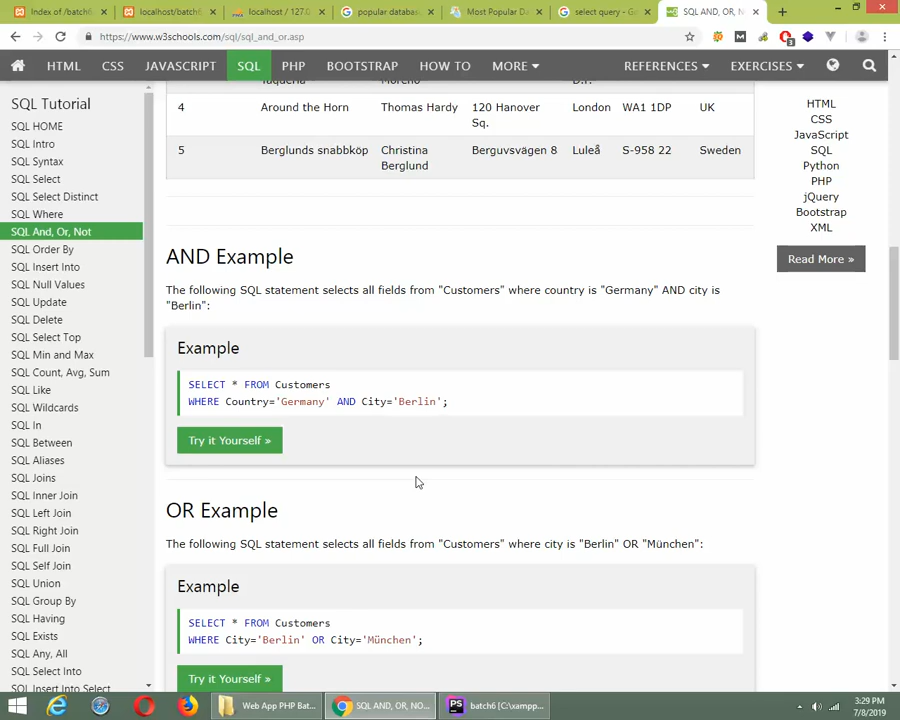 Index of /batch6
localhost/batch6
localhost / 127.0
popular databas
Most Popular Da
select query - Go
SQL AND, OR, N
https://www.w3schools.com/sql/sql_and_or.asp
3
HTML
CSS
JAVASCRIPT
SQL
PHP
BOOTSTRAP
HOW TO
MORE
REFERENCES
EXERCISES
SQL Tutorial
SQL HOME
SQL Intro
SQL Syntax
SQL Select
SQL Select Distinct
SQL Where
SQL And, Or, Not
SQL Order By
SQL Insert Into
SQL Null Values
SQL Update
SQL Delete
SQL Select Top
SQL Min and Max
SQL Count, Avg, Sum
SQL Like
SQL Wildcards
SQL In
SQL Between
SQL Aliases
SQL Joins
SQL Inner Join
SQL Left Join
SQL Right Join
SQL Full Join
SQL Self Join
SQL Union
SQL Group By
SQL Having
SQL Exists
SQL Any, All
SQL Select Into
SQL Insert Into Select
Taquería Moreno D.F.
4 Around the Horn Thomas Hardy 120 Hanover London WA1 1DP UK
Sq.
5 Berglunds snabbköp Christina Berguvsvägen 8 Luleå S-958 22 Sweden
Berglund
AND Example
The following SQL statement selects all fields from "Customers" where country is "Germany" AND city is
"Berlin":
Example
SELECT * FROM Customers
WHERE Country='Germany' AND City='Berlin';
Try it Yourself »
OR Example
The following SQL statement selects all fields from "Customers" where city is "Berlin" OR "München":
Example
SELECT * FROM Customers
WHERE City='Berlin' OR City='München';
Try it Yourself »
HTML
CSS
JavaScript
SQL
Python
PHP
jQuery
Bootstrap
XML
Read More »
Web App PHP Bat...
SQL AND, OR, NO...
PS
batch6 [C:\xampp...
3:29 PM
7/8/2019